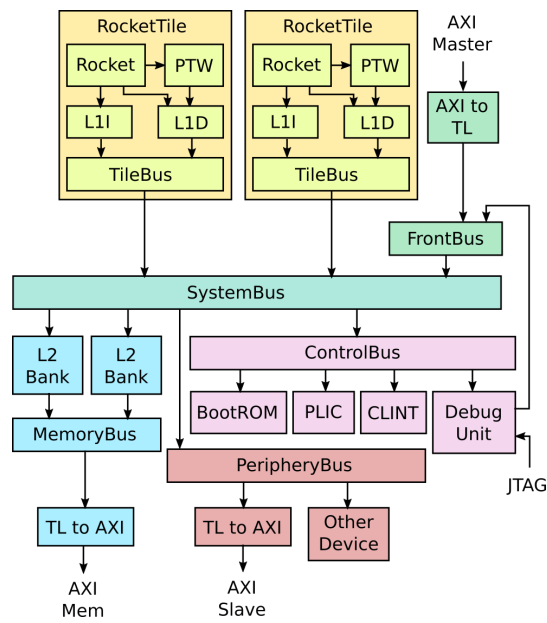 RocketTile
RocketTile
AXI
Master
Rocket
PTW
Rocket
PTW
L1I
L1D
L1I
L1D
AXI to
TL
TileBus
TileBus
FrontBus
SystemBus
L2
Bank
L2
Bank
ControlBus
BootROM
PLIC
CLINT
Debug
Unit
MemoryBus
PeripheryBus
JTAG
TL to AXI
TL to AXI
Other
Device
AXI
Mem
AXI
Slave